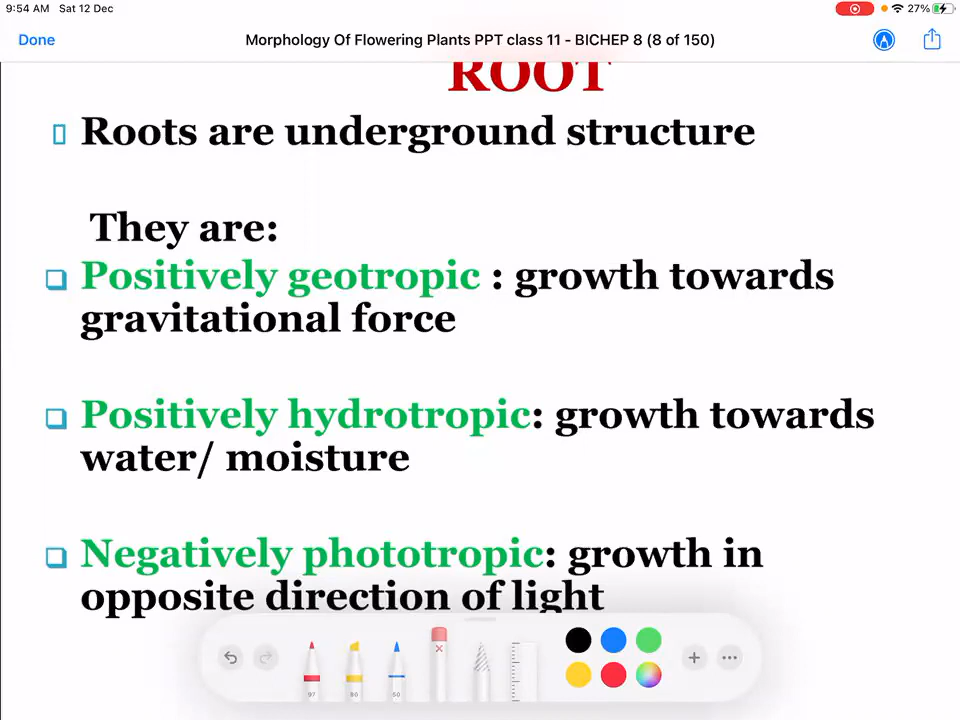 9:54 AM Sat 12 Dec
27%
Done
Morphology Of Flowering Plants PPT class 11 - BICHEP 8 (8 of 150)
ROOT
Roots are underground structure
They are:
Positively geotropic : growth towards
gravitational force
Positively hydrotropic: growth towards
water/ moisture
Negatively phototropic: growth in
opposite direction of light
97
80
50